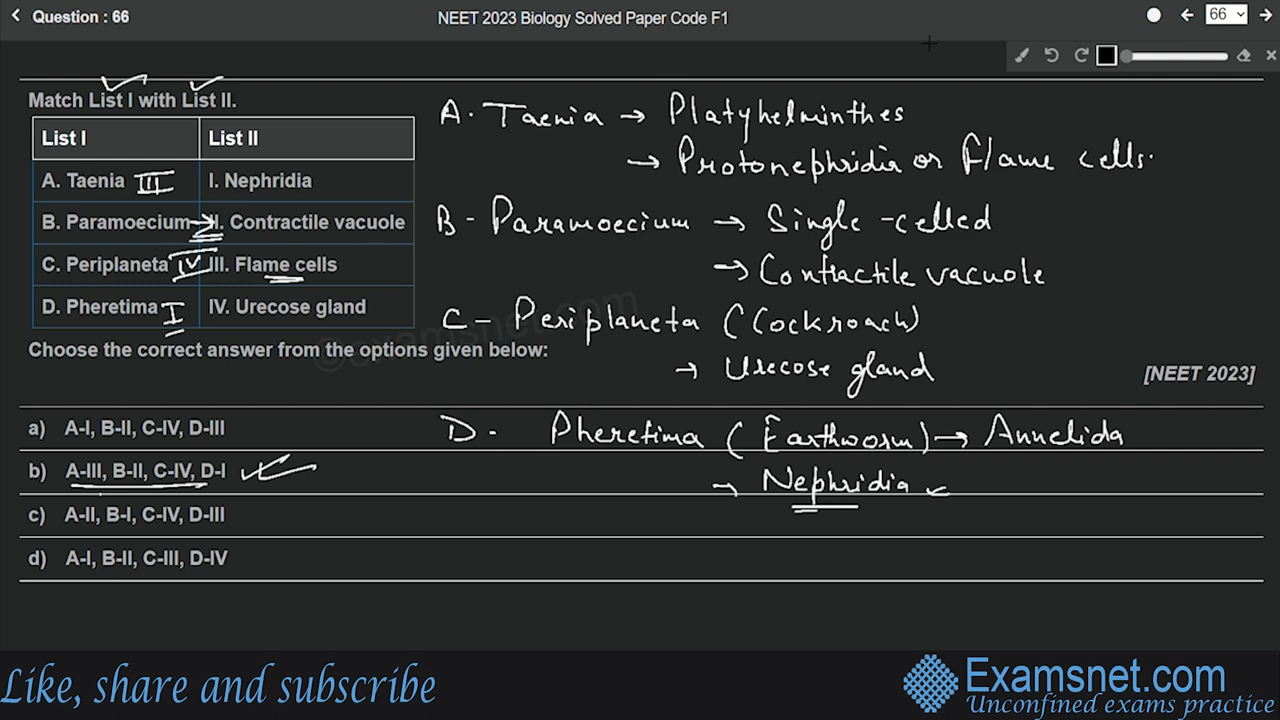 Question : 66
NEET 2023 Biology Solved Paper Code F1
66
Match List I with List II.
List I List II
A. Taenia III I. Nephridia
B. Paramoecium → II. Contractile vacuole
C. Periplaneta IV III. Flame cells
D. Pheretima I IV. Urecose gland
Choose the correct answer from the options given below:
[NEET 2023]
a) A-I, B-II, C-IV, D-III
b) A-III, B-II, C-IV, D-I
c) A-II, B-I, C-IV, D-III
d) A-I, B-II, C-III, D-IV
A. Taenia → Platyhelminthes
→ Protonephridia or Flame cells.
B - Paramoecium → Single-celled
→ Contractile vacuole
C - Periplaneta (Cockroach)
→ Urecose gland
D - Pheretima (Earthworm) → Annelida
→ Nephridia
©examsnet.com
Like, share and subscribe
Examsnet.com
Unconfined exams practice